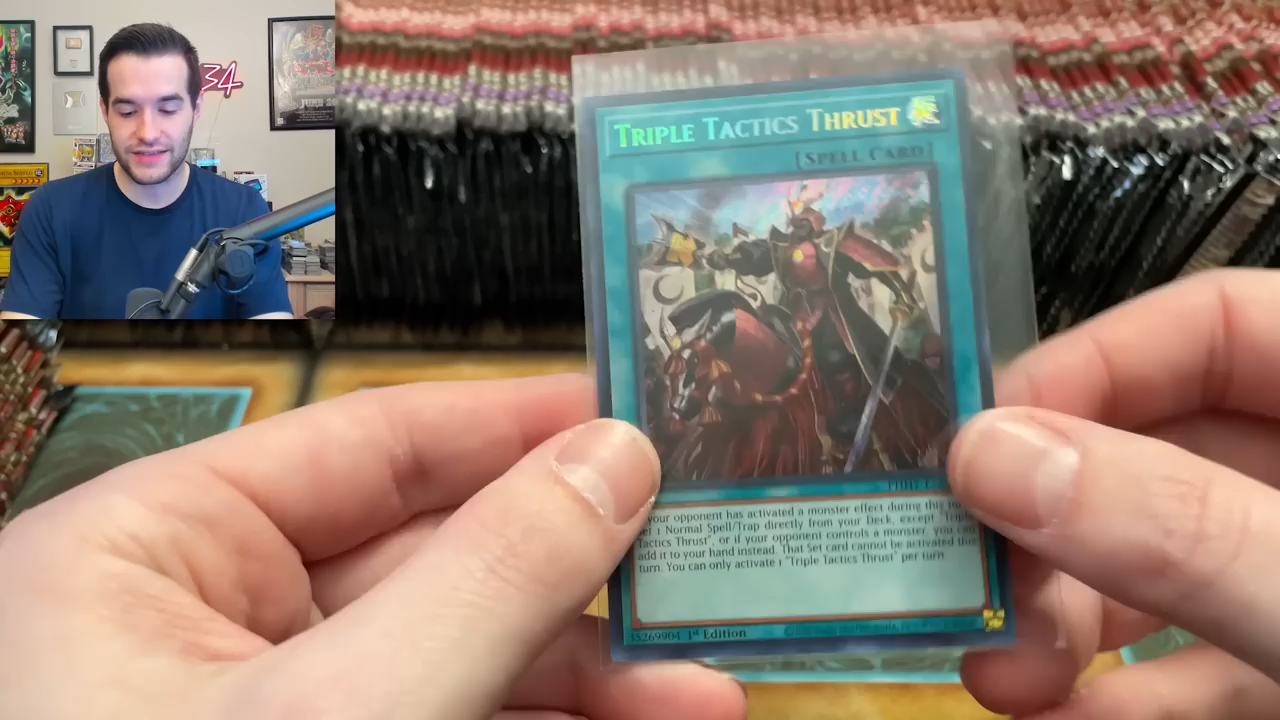 34
JUNE
TRIPLE TACTICS THRUST
[SPELL CARD]
your opponent has activated a monster effect during this
1 Normal Spell/Trap directly from your Deck, except "Triple
Tactics Thrust", or if your opponent controls a monster, you can
add it to your hand instead. That Set card cannot be activated this
turn. You can only activate 1 "Triple Tactics Thrust" per turn.
35269904 1st Edition